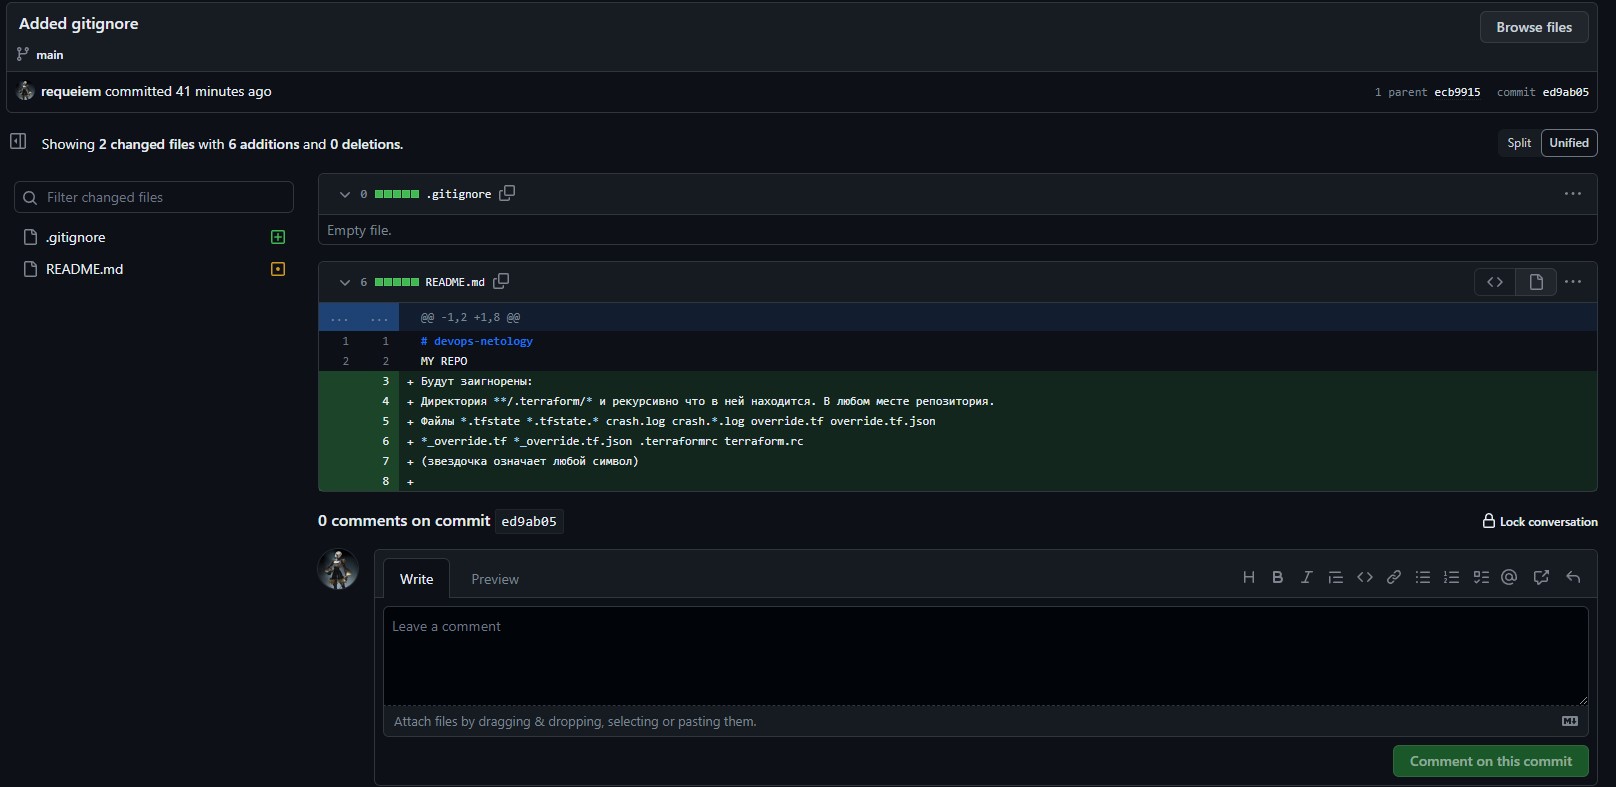 Added gitignore
Browse files
main
requeiem committed 41 minutes ago
1 parent ecb9915 commit ed9ab05
Showing 2 changed files with 6 additions and 0 deletions.
Split Unified
Filter changed files
.gitignore
README.md
0 .gitignore
Empty file.
6 README.md
... ... @@ -1,2 +1,8 @@
1 1 # devops-netology
2 2 MY REPO
3 + Будут заигнорены:
4 + Директория **/.terraform/* и рекурсивно что в ней находится. В любом месте репозитория.
5 + Файлы *.tfstate *.tfstate.* crash.log crash.*.log override.tf override.tf.json
6 + *_override.tf *_override.tf.json .terraformrc terraform.rc
7 + (звездочка означает любой символ)
8 +
0 comments on commit ed9ab05
Lock conversation
Write Preview
Leave a comment
Attach files by dragging & dropping, selecting or pasting them.
Comment on this commit